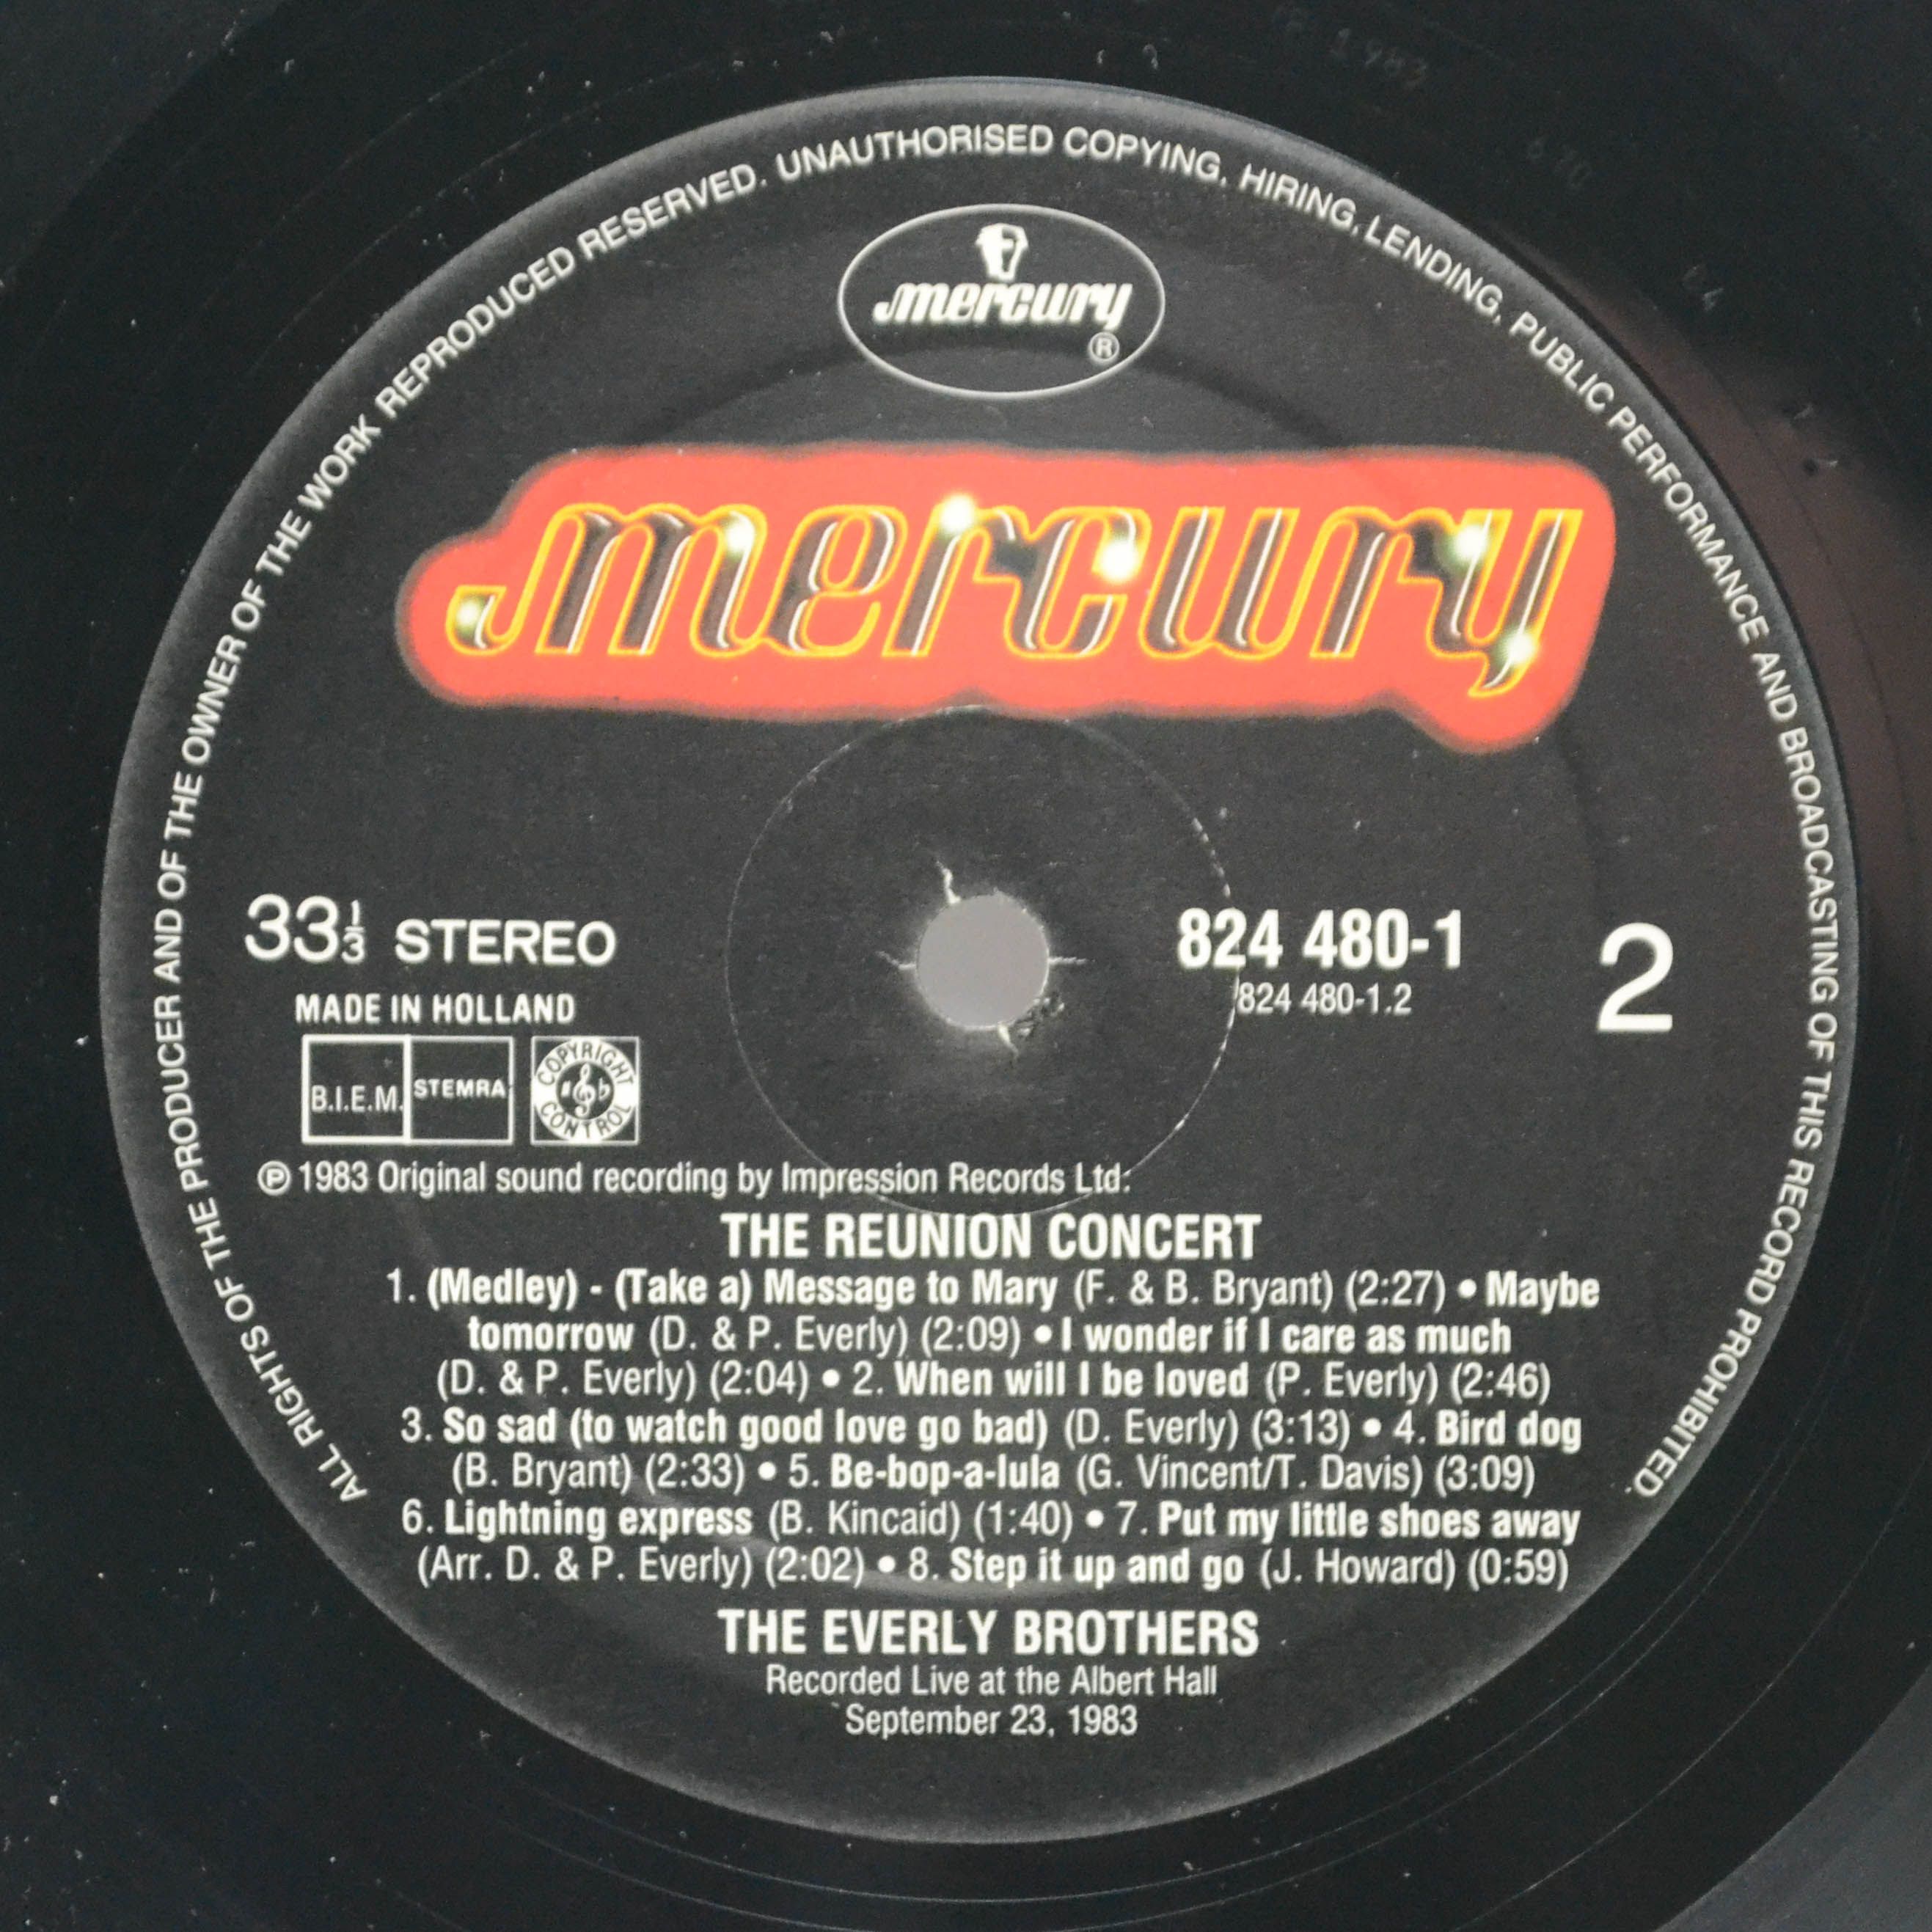 ALL RIGHTS OF THE PRODUCER AND OF THE OWNER OF THE WORK REPRODUCED RESERVED. UNAUTHORISED COPYING, HIRING, LENDING, PUBLIC PERFORMANCE AND BROADCASTING OF THIS RECORD PROHIBITED.
mercury
®
mercury
33 1/3 STEREO
824 480-1
2
824 480-1.2
MADE IN HOLLAND
B.I.E.M. STEMRA
COPYRIGHT CONTROL
℗ 1983 Original sound recording by Impression Records Ltd:
THE REUNION CONCERT
1. (Medley) - (Take a) Message to Mary (F. & B. Bryant) (2:27) • Maybe
tomorrow (D. & P. Everly) (2:09) • I wonder if I care as much
(D. & P. Everly) (2:04) • 2. When will I be loved (P. Everly) (2:46)
3. So sad (to watch good love go bad) (D. Everly) (3:13) • 4. Bird dog
(B. Bryant) (2:33) • 5. Be-bop-a-lula (G. Vincent/T. Davis) (3:09)
6. Lightning express (B. Kincaid) (1:40) • 7. Put my little shoes away
(Arr. D. & P. Everly) (2:02) • 8. Step it up and go (J. Howard) (0:59)
THE EVERLY BROTHERS
Recorded Live at the Albert Hall
September 23, 1983